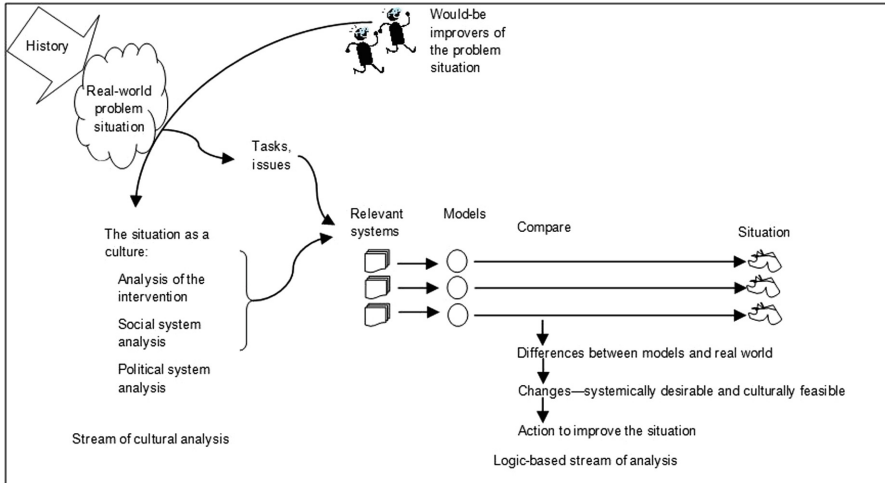 History
Would-be
improvers of
the problem
situation
Real-world
problem
situation
Tasks,
issues
Relevant
systems
Models
Compare
Situation
The situation as a
culture:
Analysis of the
intervention
Social system
analysis
Political system
analysis
Differences between models and real world
Changes—systemically desirable and culturally feasible
Action to improve the situation
Stream of cultural analysis
Logic-based stream of analysis